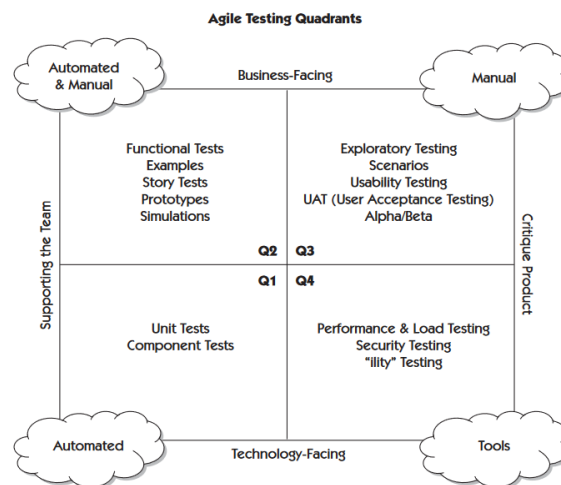 Agile Testing Quadrants
Automated
& Manual
Business-Facing
Manual
Functional Tests
Examples
Story Tests
Prototypes
Simulations
Exploratory Testing
Scenarios
Usability Testing
UAT (User Acceptance Testing)
Alpha/Beta
Supporting the Team
Q2
Q3
Critique Product
Q1
Q4
Unit Tests
Component Tests
Performance & Load Testing
Security Testing
"ility" Testing
Automated
Technology-Facing
Tools